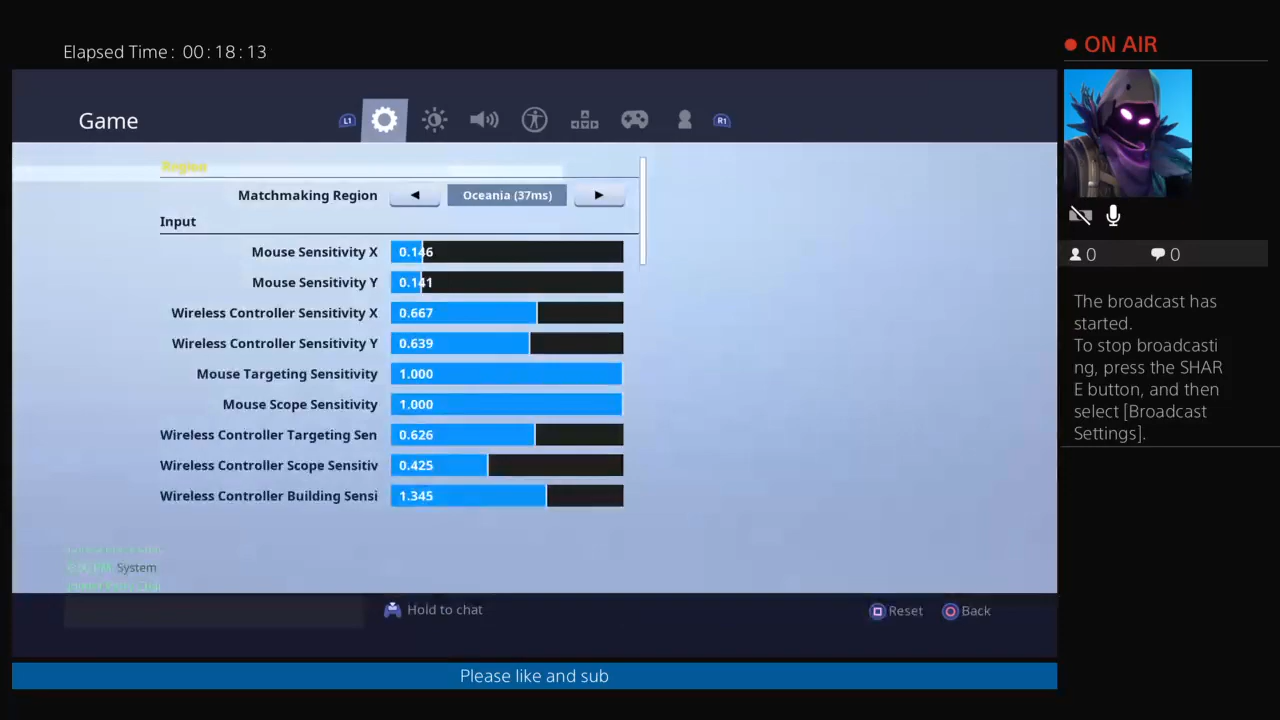 Elapsed Time: 00:18:13
ON AIR
Game
L1
R1
Region
Matchmaking Region
Oceania (37ms)
Input
Mouse Sensitivity X
0.146
Mouse Sensitivity Y
0.141
Wireless Controller Sensitivity X
0.667
Wireless Controller Sensitivity Y
0.639
Mouse Targeting Sensitivity
1.000
Mouse Scope Sensitivity
1.000
Wireless Controller Targeting Sen
0.626
Wireless Controller Scope Sensitiv
0.425
Wireless Controller Building Sensi
1.345
System
Hold to chat
Reset
Back
Please like and sub
0
0
The broadcast has
started.
To stop broadcasti
ng, press the SHAR
E button, and then
select [Broadcast
Settings].